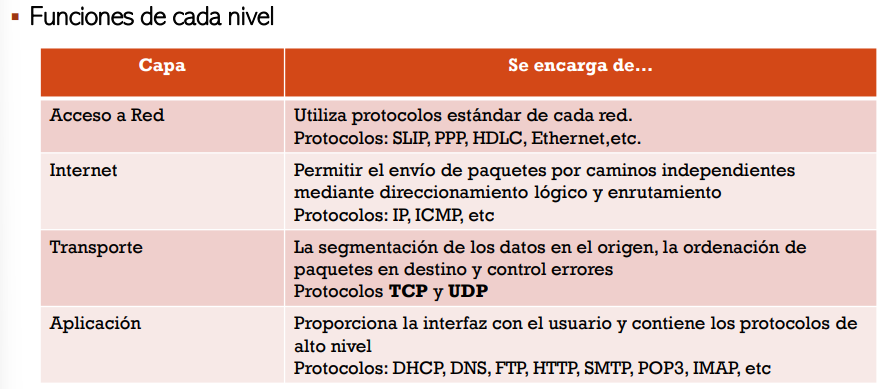 Funciones de cada nivel
Capa
Se encarga de...
Acceso a Red
Utiliza protocolos estándar de cada red.
Protocolos: SLIP, PPP, HDLC, Ethernet,etc.
Internet
Permitir el envío de paquetes por caminos independientes
mediante direccionamiento lógico y enrutamiento
Protocolos: IP, ICMP, etc
Transporte
La segmentación de los datos en el origen, la ordenación de
paquetes en destino y control errores
Protocolos TCP y UDP
Aplicación
Proporciona la interfaz con el usuario y contiene los protocolos de
alto nivel
Protocolos: DHCP, DNS, FTP, HTTP, SMTP, POP3, IMAP, etc